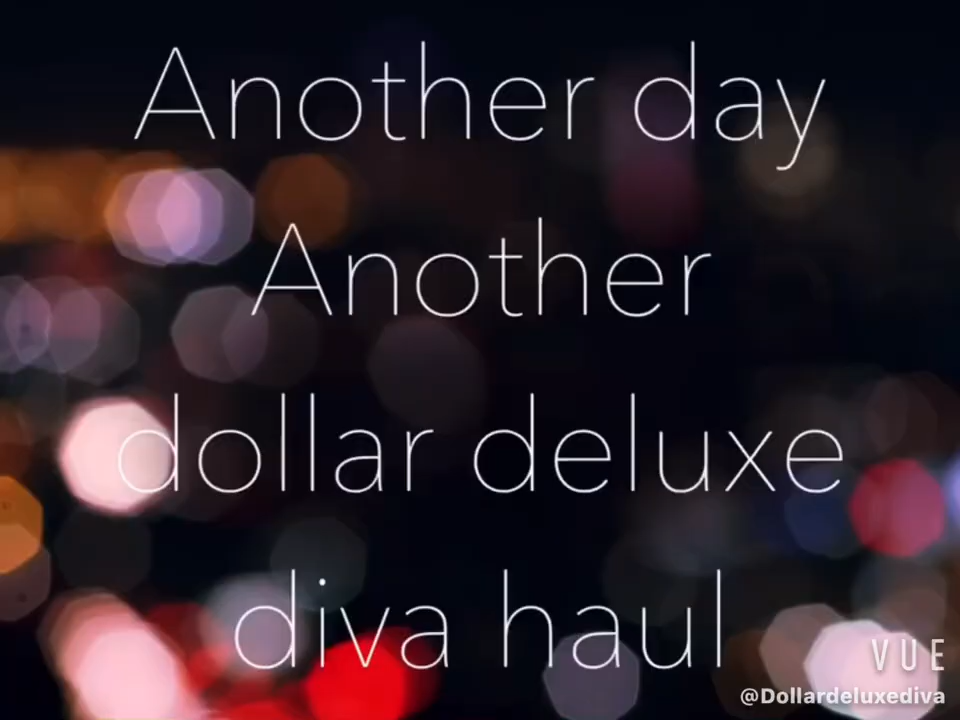 Another day
Another
dollar deluxe
diva haul
VUE
@Dollardeluxediva